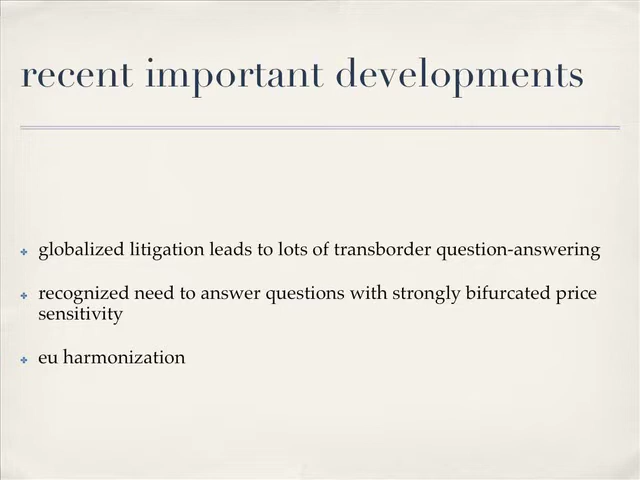 recent important developments
globalized litigation leads to lots of transborder question-answering
recognized need to answer questions with strongly bifurcated price
sensitivity
eu harmonization